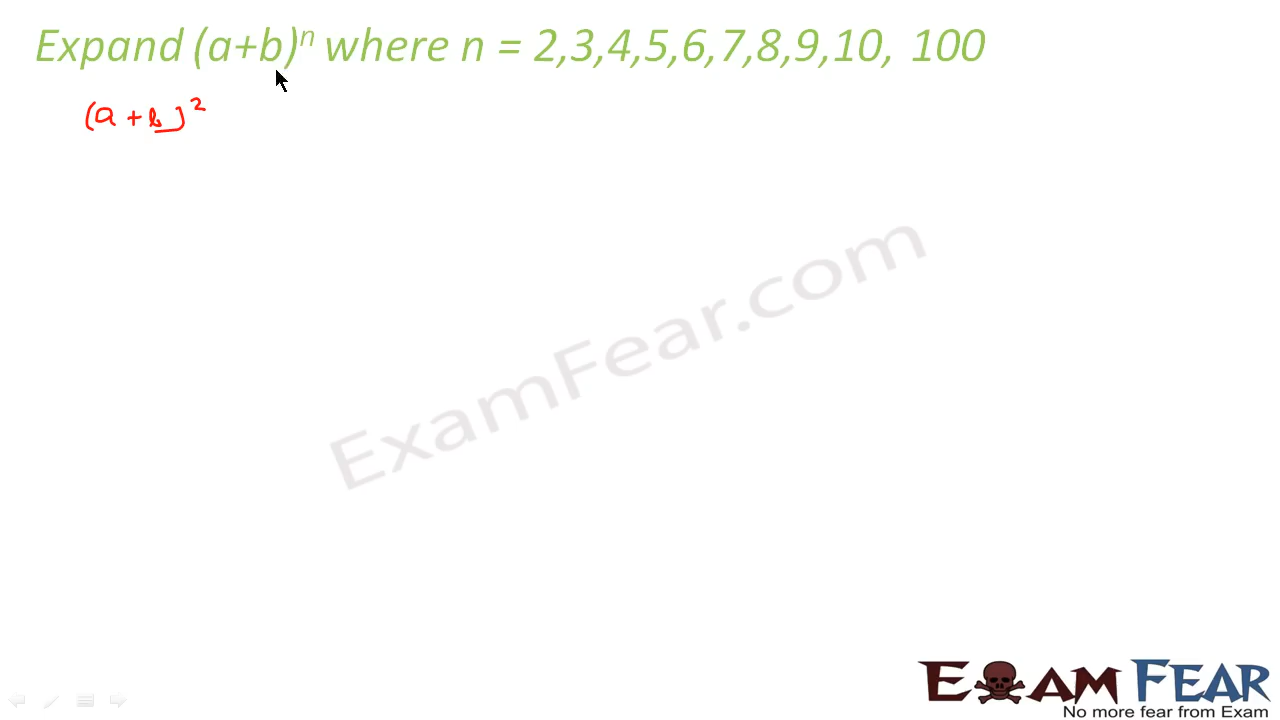 Expand (a+b)ⁿ where n = 2,3,4,5,6,7,8,9,10, 100
(a + b)²
ExamFear.com
EXAM FEAR
No more fear from Exam